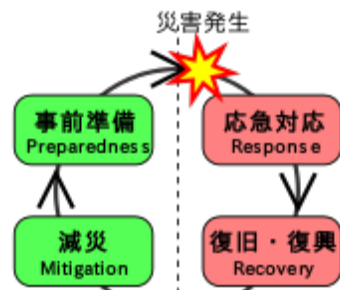 災害発生
事前準備
Preparedness
応急対応
Response
減災
Mitigation
復旧・復興
Recovery